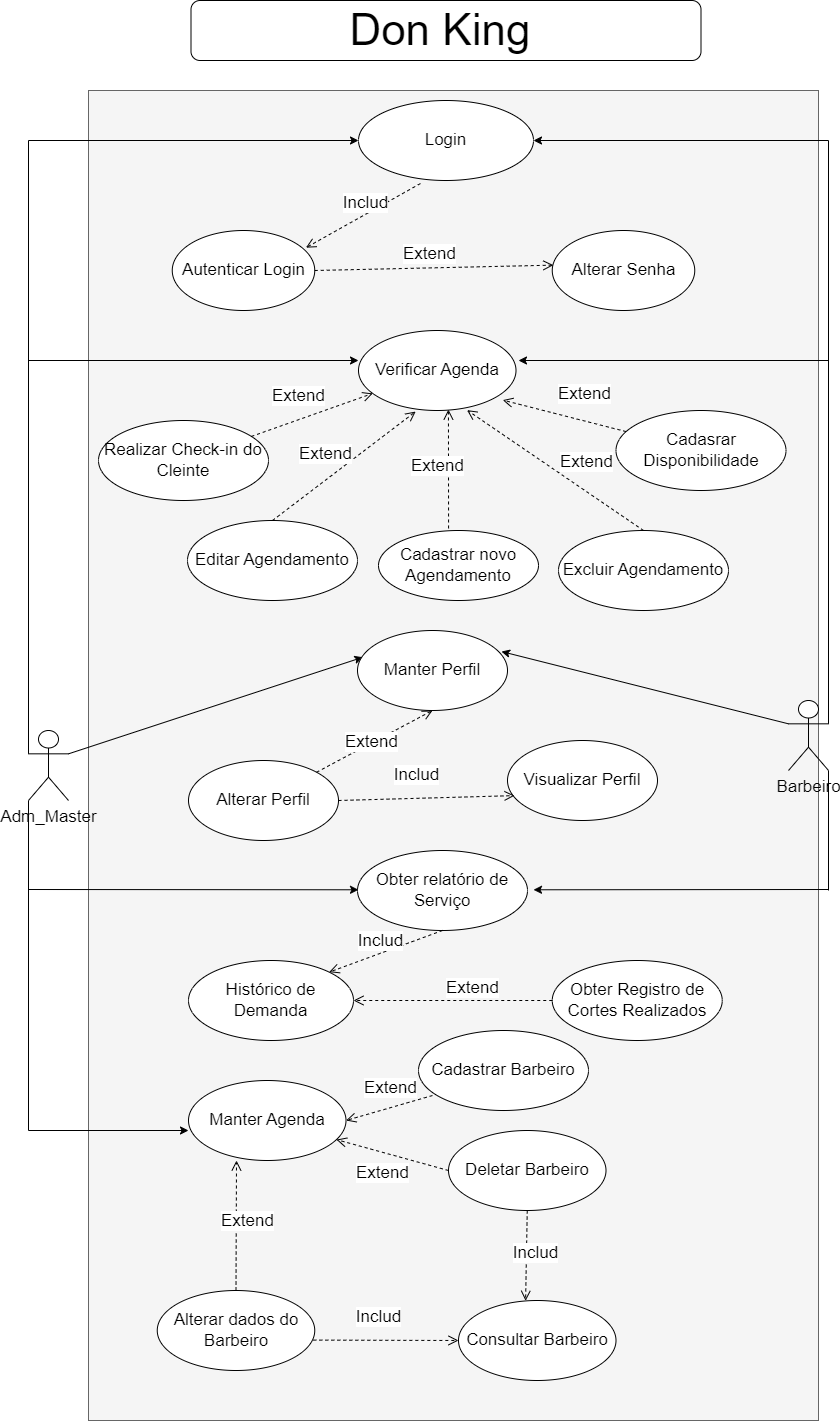 Don King
Login
Includ
Autenticar Login
Extend
Alterar Senha
Verificar Agenda
Extend
Extend
Realizar Check-in do
Cleinte
Extend
Extend
Extend
Cadasrar
Disponibilidade
Editar Agendamento
Cadastrar novo
Agendamento
Excluir Agendamento
Manter Perfil
Barbeiro
Adm_Master
Extend
Includ
Alterar Perfil
Visualizar Perfil
Obter relatório de
Serviço
Includ
Histórico de
Demanda
Extend
Obter Registro de
Cortes Realizados
Cadastrar Barbeiro
Extend
Manter Agenda
Extend
Deletar Barbeiro
Extend
Includ
Alterar dados do
Barbeiro
Includ
Consultar Barbeiro